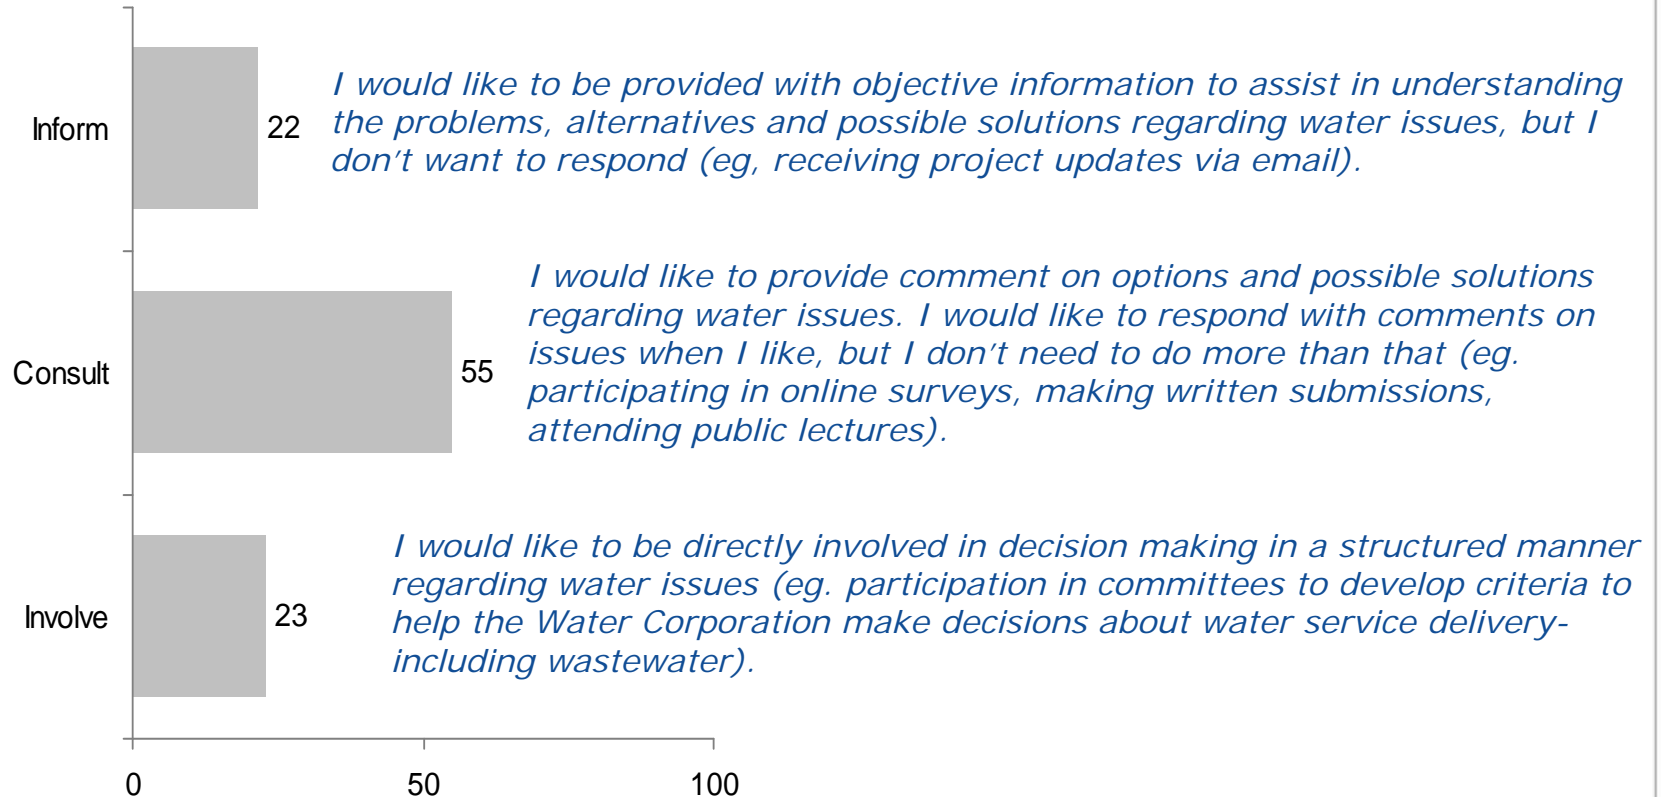 Inform
22
I would like to be provided with objective information to assist in understanding
the problems, alternatives and possible solutions regarding water issues, but I
don't want to respond (eg, receiving project updates via email).
Consult
55
I would like to provide comment on options and possible solutions
regarding water issues. I would like to respond with comments on
issues when I like, but I don't need to do more than that (eg.
participating in online surveys, making written submissions,
attending public lectures).
Involve
23
I would like to be directly involved in decision making in a structured manner
regarding water issues (eg. participation in committees to develop criteria to
help the Water Corporation make decisions about water service delivery-
including wastewater).
0 50 100